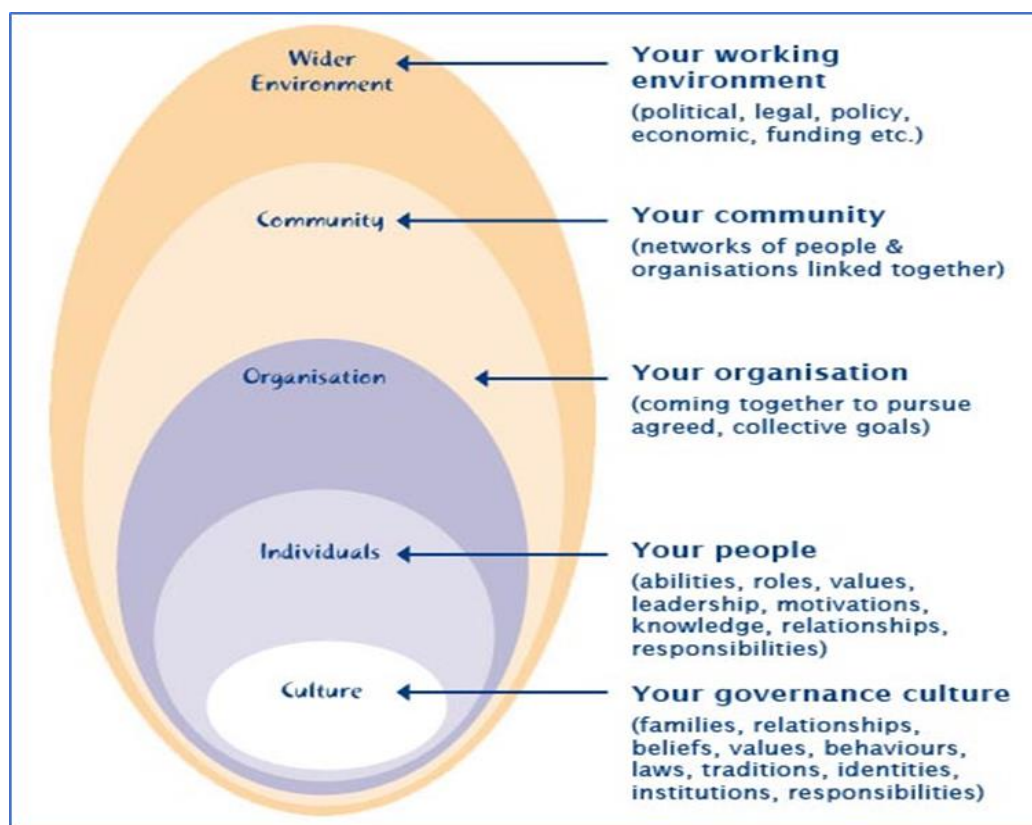 Wider
Environment
Your working
environment
(political, legal, policy,
economic, funding etc.)
Community
Your community
(networks of people &
organisations linked together)
Organisation
Your organisation
(coming together to pursue
agreed, collective goals)
Individuals
Your people
(abilities, roles, values,
leadership, motivations,
knowledge, relationships,
responsibilities)
Culture
Your governance culture
(families, relationships,
beliefs, values, behaviours,
laws, traditions, identities,
institutions, responsibilities)